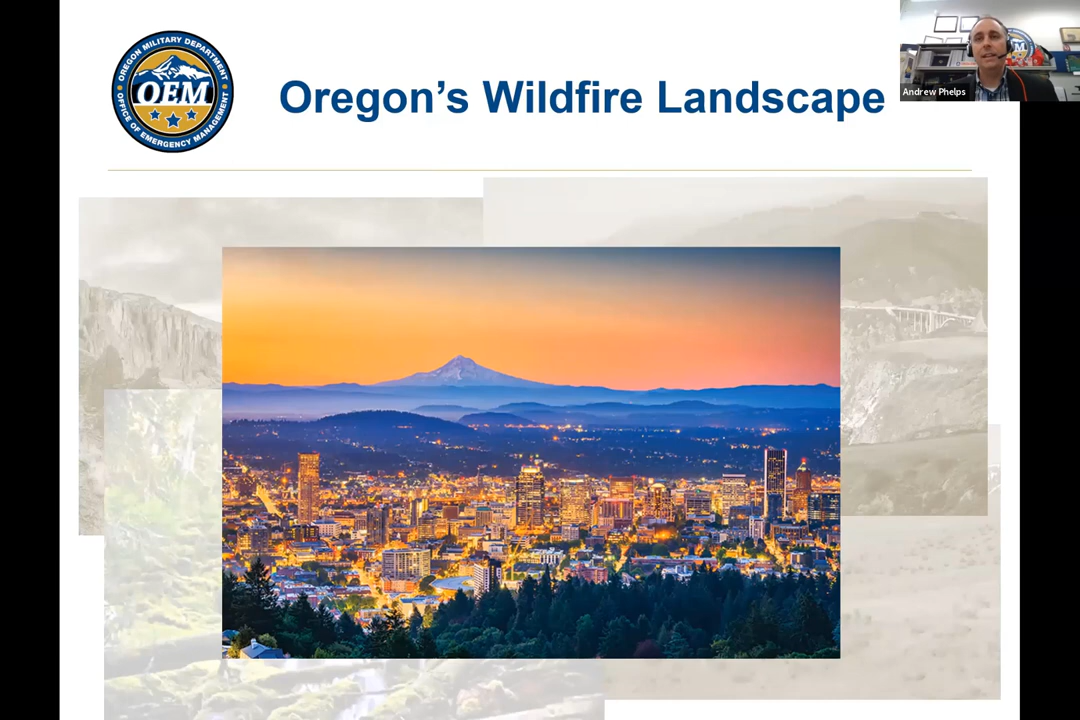 OREGON MILITARY DEPARTMENT
OEM
OFFICE OF EMERGENCY MANAGEMENT
Oregon's Wildfire Landscape
Andrew Phelps